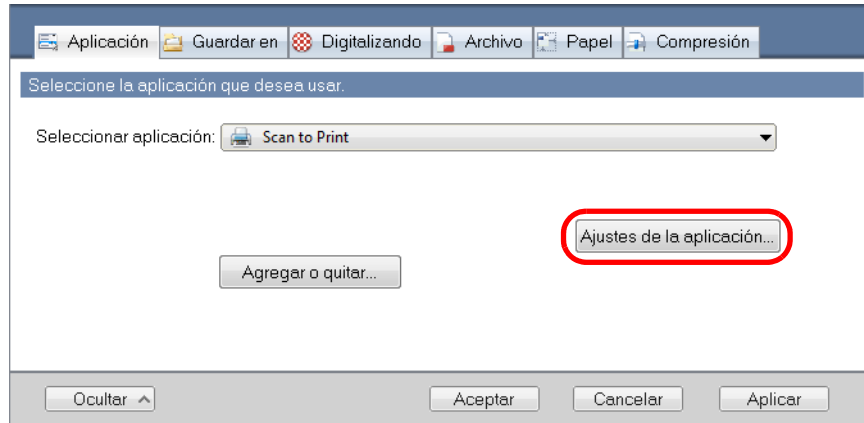 Aplicación Guardar en Digitalizando Archivo Papel Compresión
Seleccione la aplicación que desea usar.
Seleccionar aplicación: Scan to Print
Ajustes de la aplicación...
Agregar o quitar...
Ocultar Aceptar Cancelar Aplicar